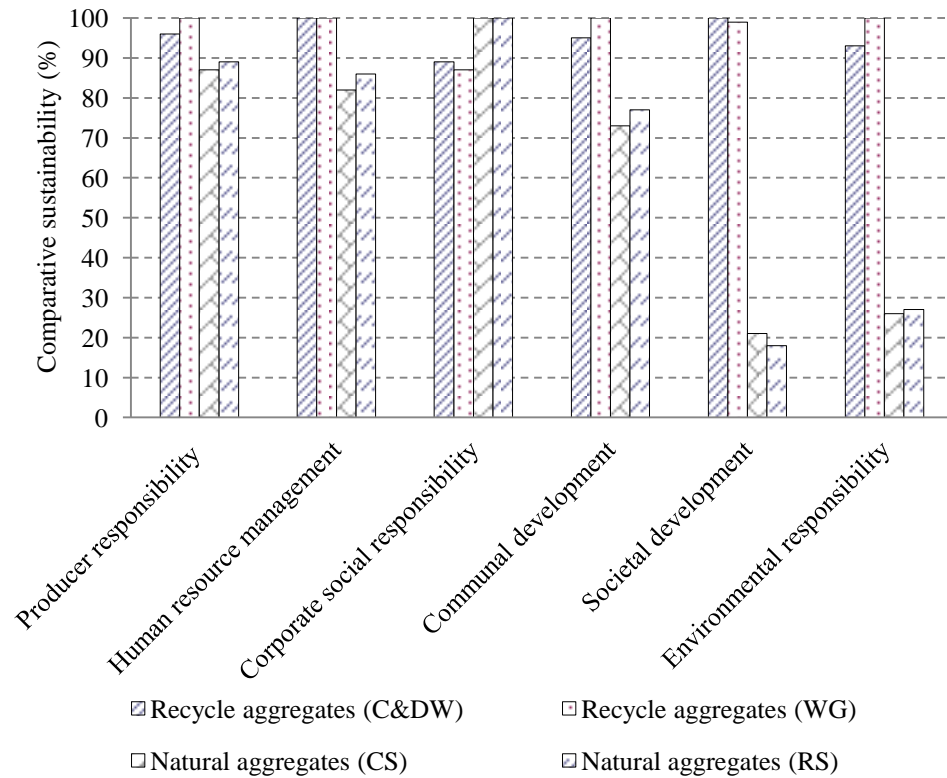 Comparative sustainability (%)
100
90
80
70
60
50
40
30
20
10
0
Producer responsibility
Human resource management
Corporate social responsibility
Communal development
Societal development
Environmental responsibility
Recycle aggregates (C&DW)
Recycle aggregates (WG)
Natural aggregates (CS)
Natural aggregates (RS)